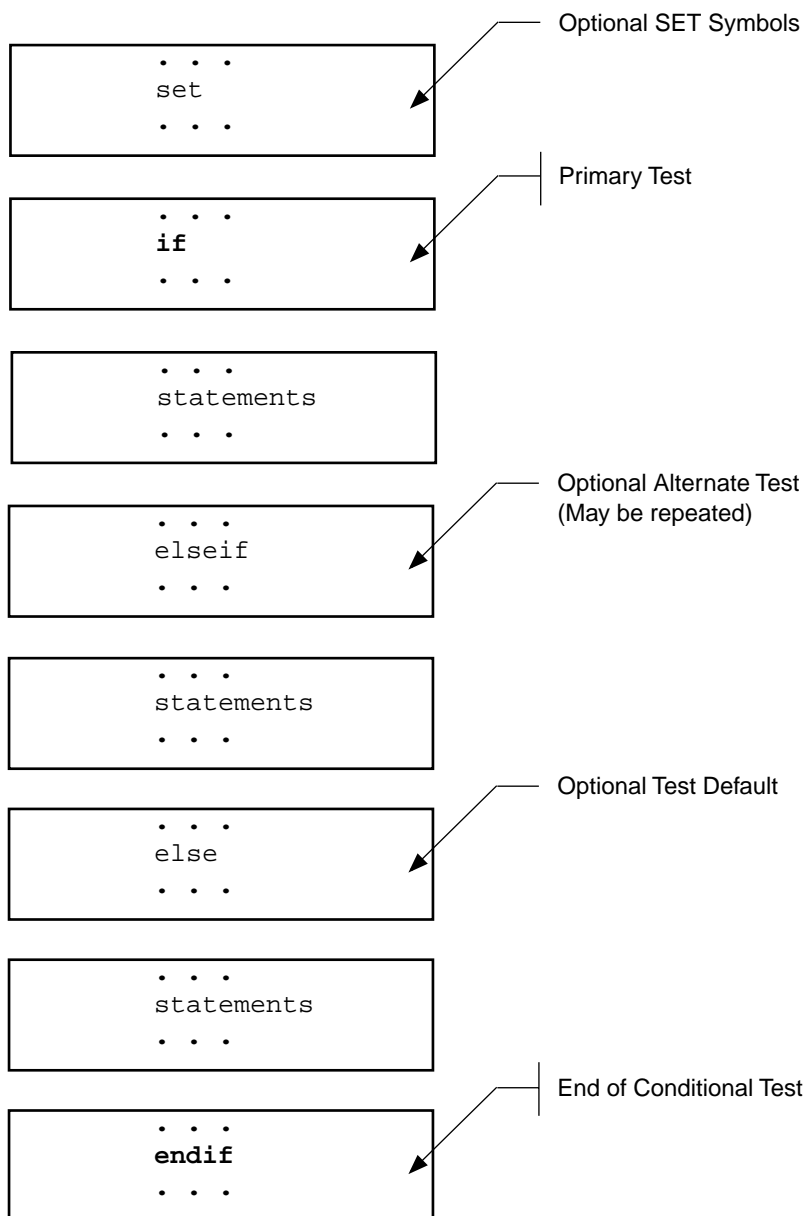 Optional SET Symbols
. . .
set
. . .
Primary Test
. . .
if
. . .
. . .
statements
. . .
Optional Alternate Test
(May be repeated)
. . .
elseif
. . .
. . .
statements
. . .
Optional Test Default
. . .
else
. . .
. . .
statements
. . .
End of Conditional Test
. . .
endif
. . .